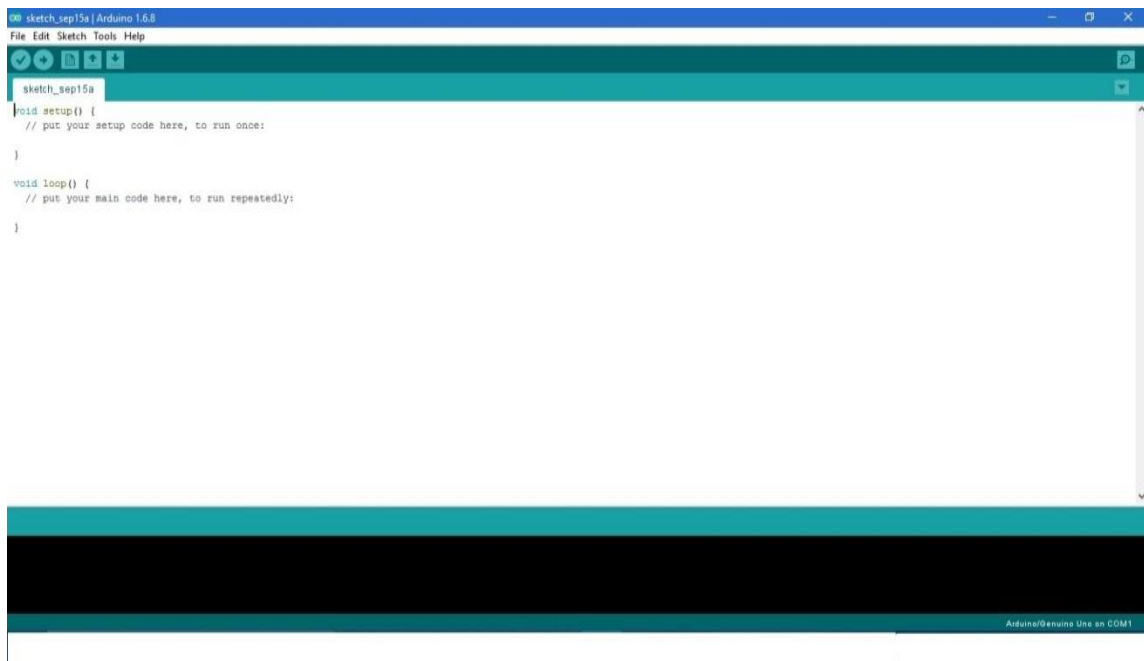 sketch_sep15a | Arduino 1.6.8
File Edit Sketch Tools Help
sketch_sep15a
void setup() {
  // put your setup code here, to run once:
}
void loop() {
  // put your main code here, to run repeatedly:
}
Arduino/Genuino Uno on COM1